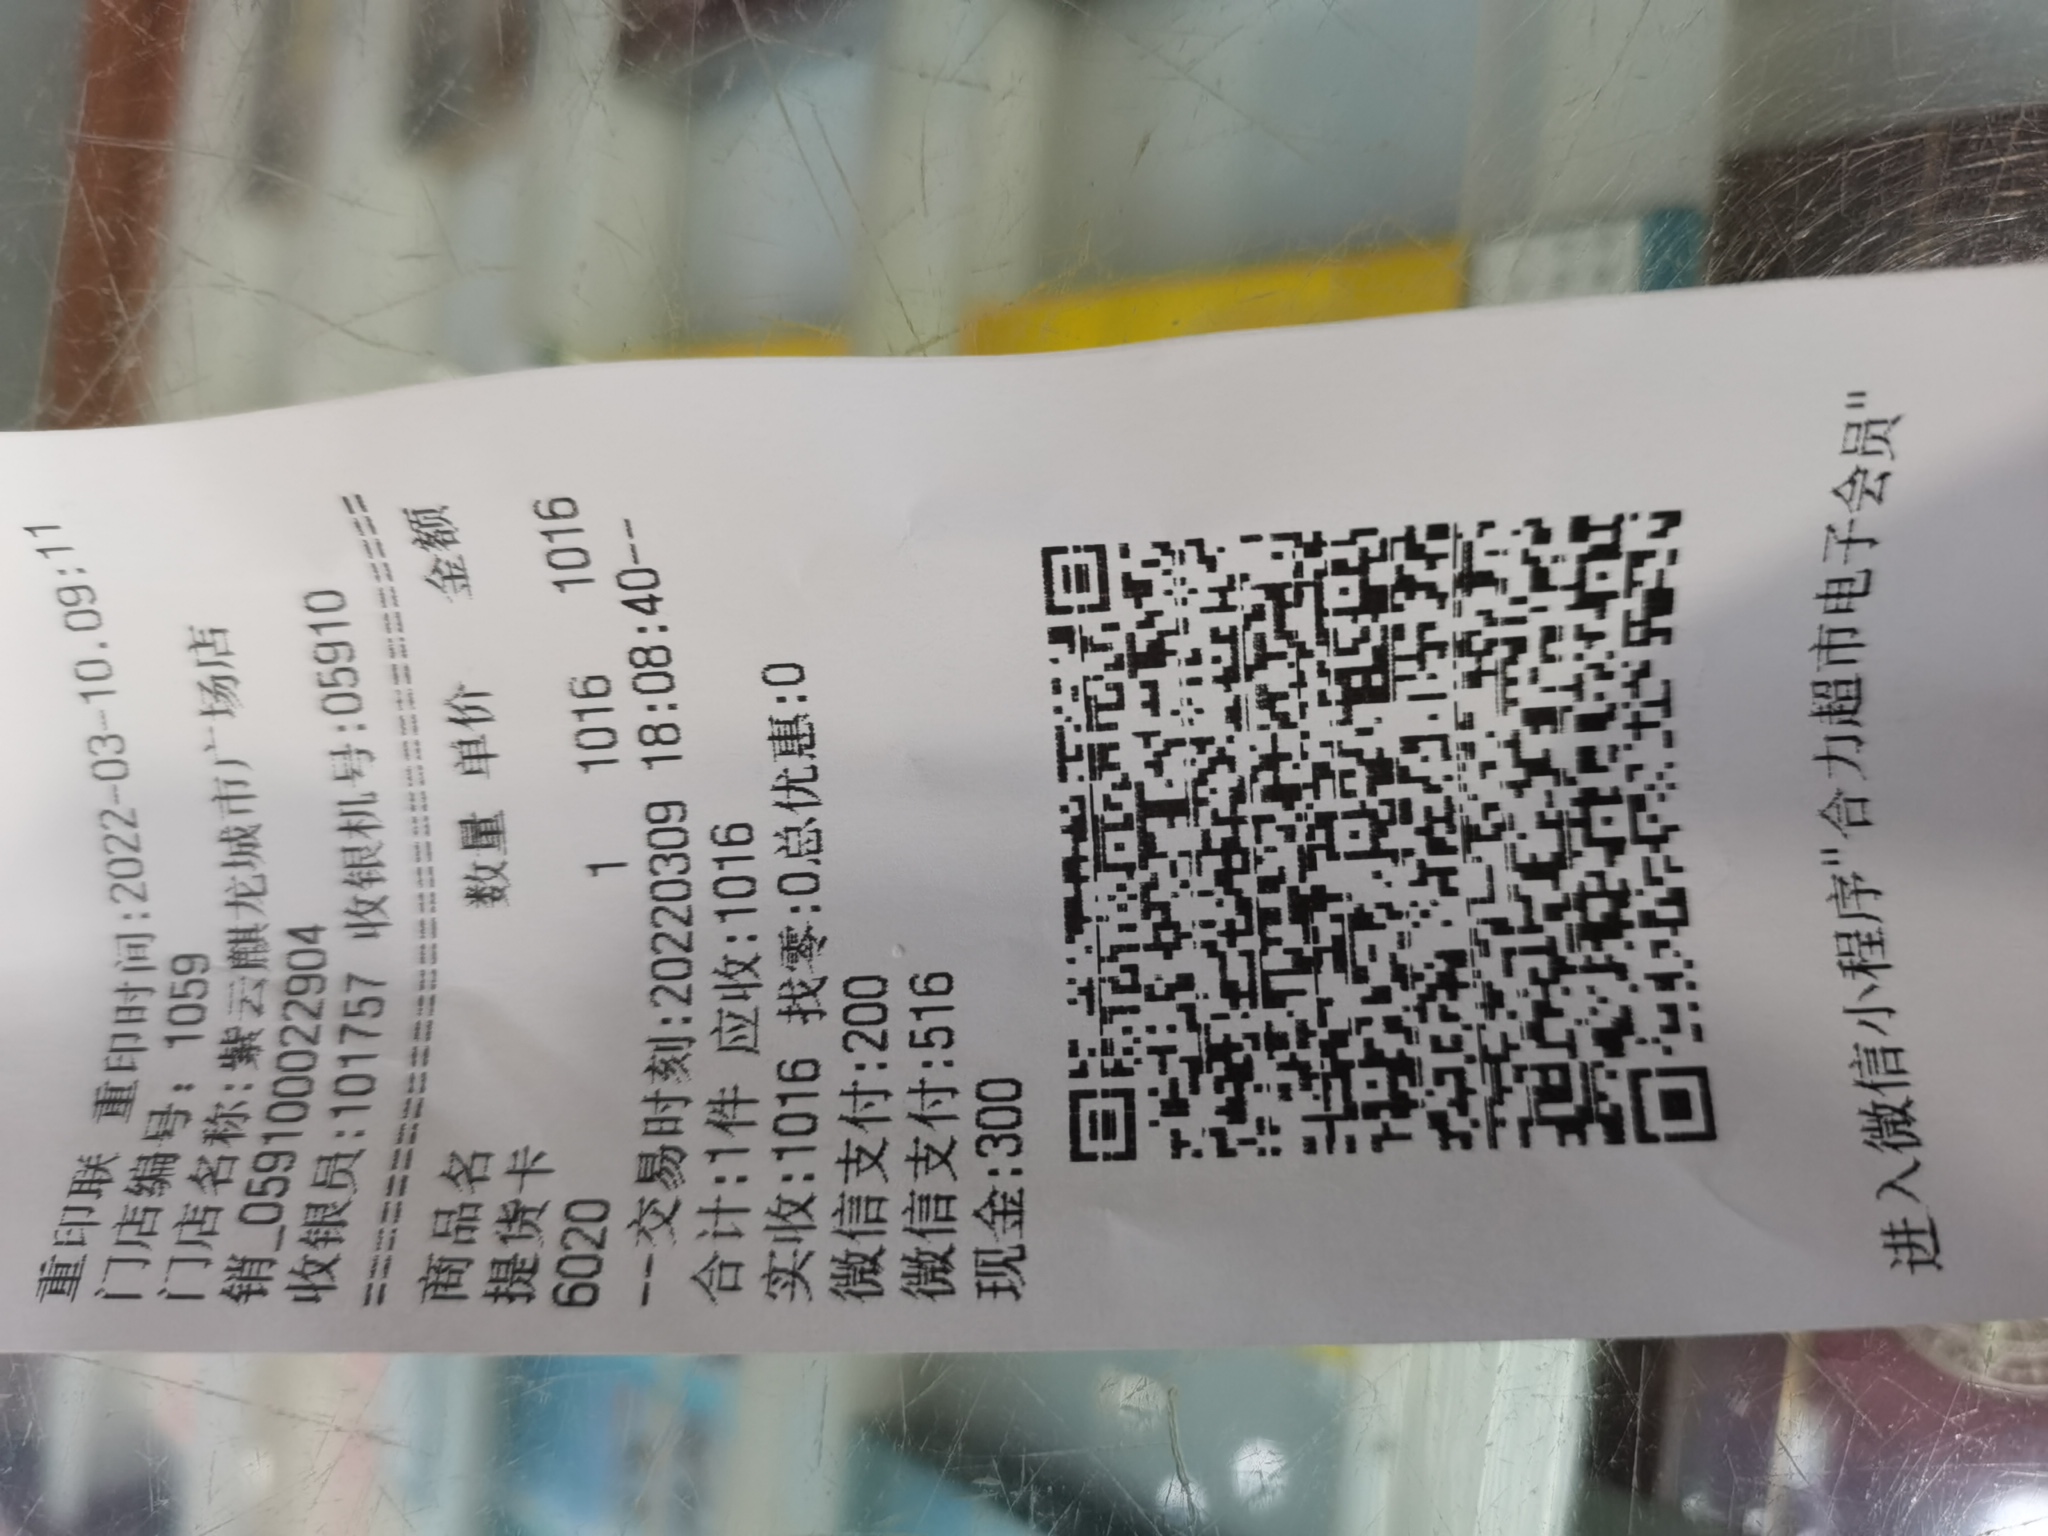 重印联 重印时间:2022-03-10.09:11
门店编号: 1059
门店名称:紫云麒龙城市广场店
销_0591000022904
收银员:101757 收银机号:059910
================================
商品名 数量 单价 金额
提货卡
6020 1 1016 1016
--交易时刻:20220309 18:08:40--
合计:1件 应收:1016
实收:1016 找零:0总优惠:0
微信支付:200
微信支付:516
现金:300
进入微信小程序"合力超市电子会员"